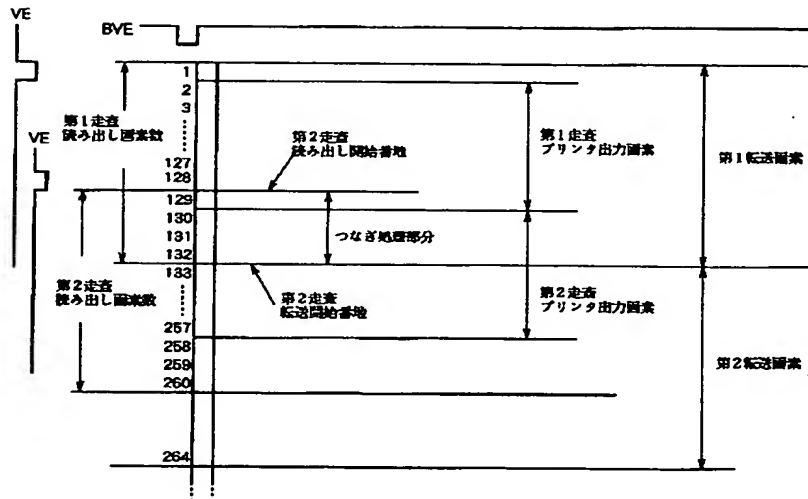 VE
BVE
1
2
3
第1走査
読み出し画素数
VE
127
128
129
130
131
132
133
257
258
259
260
264
第2走査
読み出し開始番地
つなぎ処理部分
第2走査
転送開始番地
第2走査
読み出し画素数
第1走査
プリンタ出力画素
第2走査
プリンタ出力画素
第1転送画素
第2転送画素